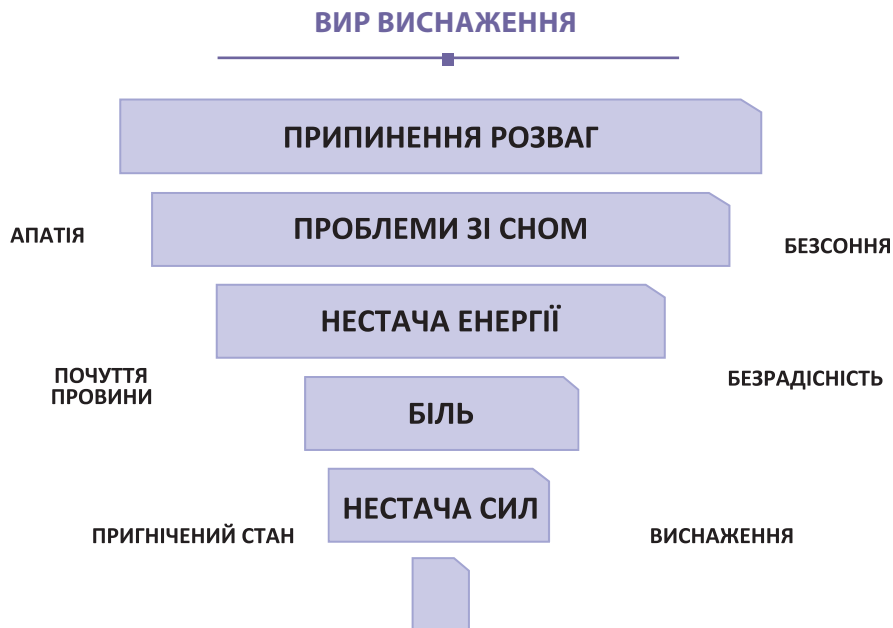 ВИР ВИСНАЖЕННЯ
ПРИПИНЕННЯ РОЗВАГ
ПРОБЛЕМИ ЗІ СНОМ
АПАТІЯ
БЕЗСОННЯ
НЕСТАЧА ЕНЕРГІЇ
ПОЧУТТЯ
ПРОВИНИ
БЕЗРАДІСНІСТЬ
БІЛЬ
НЕСТАЧА СИЛ
ПРИГНІЧЕНИЙ СТАН
ВИСНАЖЕННЯ